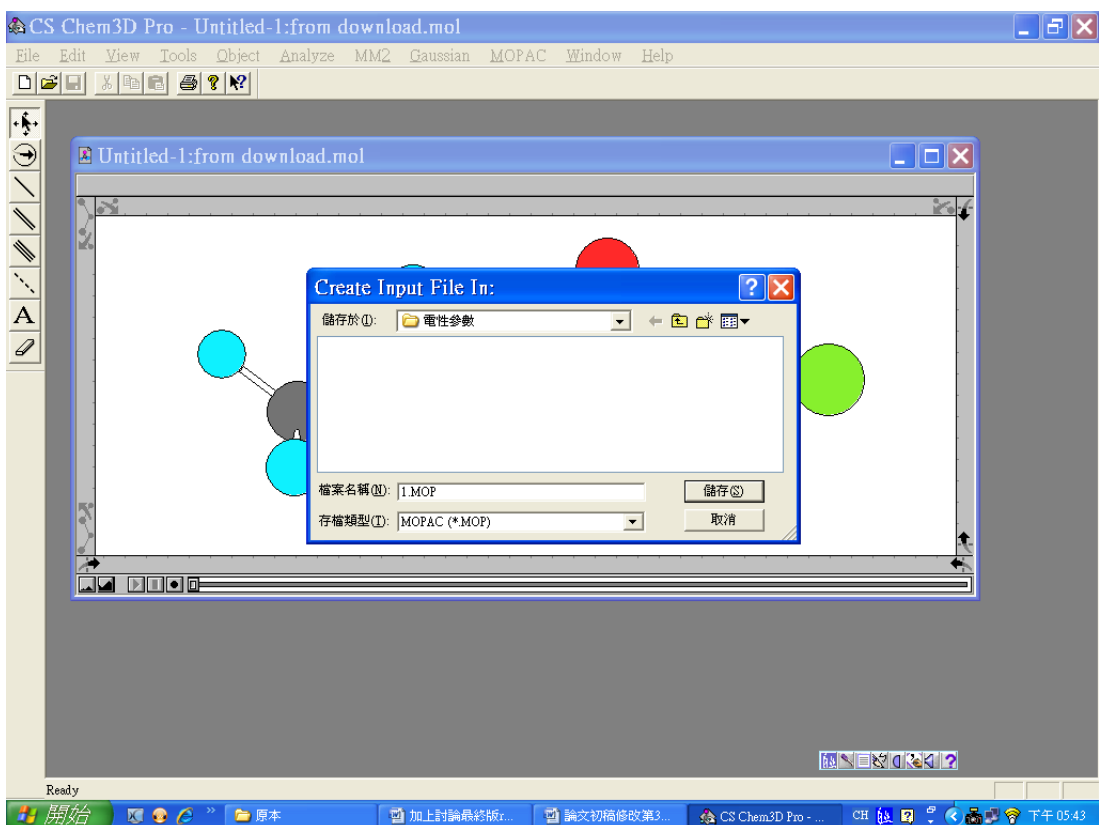 CS Chem3D Pro - Untitled-1:from download.mol
File Edit View Tools Object Analyze MM2 Gaussian MOPAC Window Help
A
Untitled-1:from download.mol
Create Input File In:
儲存於(I): 電性參數
檔案名稱(N): 1.MOP 儲存(S)
存檔類型(T): MOPAC (*.MOP) 取消
Ready
開始 原本 加上討論最終版r... 論文初稿修改第3... CS Chem3D Pro - ... CH 下午 05:43